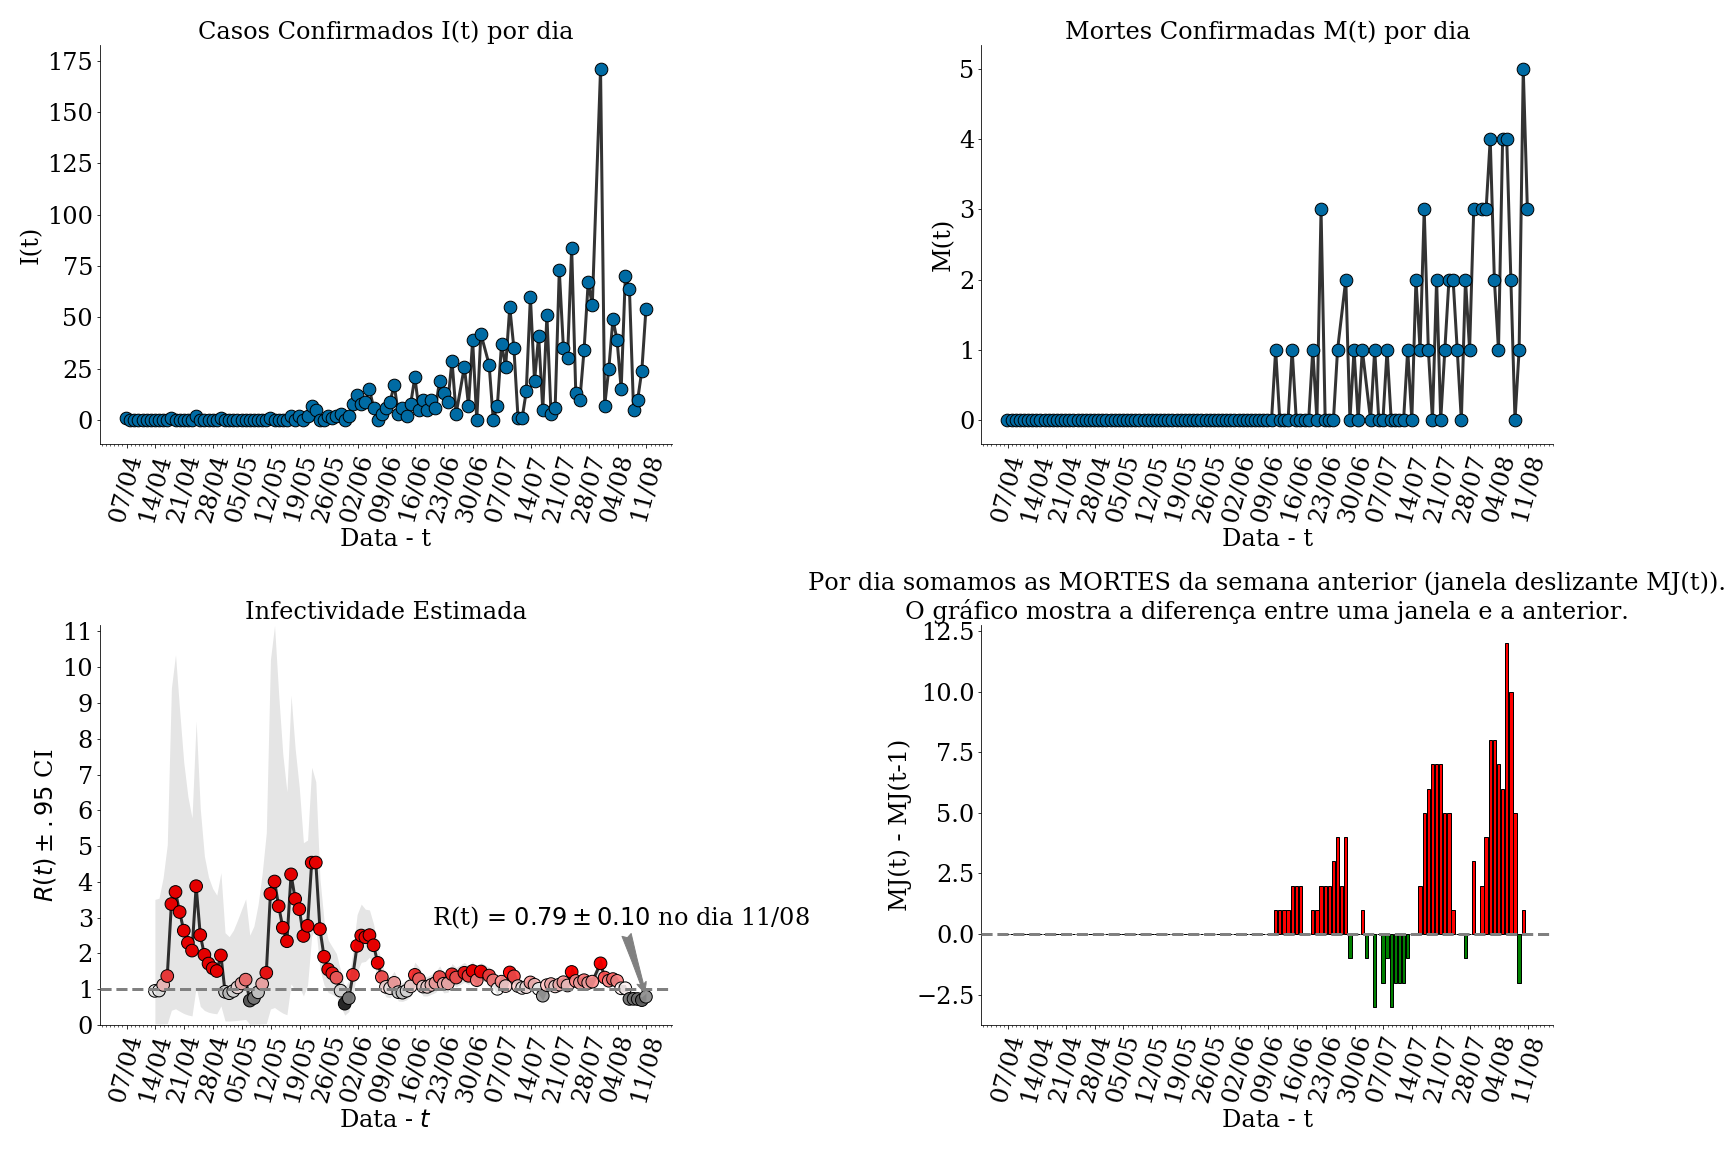 Casos Confirmados I(t) por dia
175
150
125
100
75
50
25
0
I(t)
07/04 14/04 21/04 28/04 05/05 12/05 19/05 26/05 02/06 09/06 16/06 23/06 30/06 07/07 14/07 21/07 28/07 04/08 11/08
Data - t
Mortes Confirmadas M(t) por dia
5
4
3
2
1
0
M(t)
07/04 14/04 21/04 28/04 05/05 12/05 19/05 26/05 02/06 09/06 16/06 23/06 30/06 07/07 14/07 21/07 28/07 04/08 11/08
Data - t
Infectividade Estimada
11
10
9
8
7
6
5
4
3
2
1
0
R(t) ± .95 CI
R(t) = 0.79 ± 0.10 no dia 11/08
07/04 14/04 21/04 28/04 05/05 12/05 19/05 26/05 02/06 09/06 16/06 23/06 30/06 07/07 14/07 21/07 28/07 04/08 11/08
Data - t
Por dia somamos as MORTES da semana anterior (janela deslizante MJ(t)).
O gráfico mostra a diferença entre uma janela e a anterior.
12.5
10.0
7.5
5.0
2.5
0.0
−2.5
MJ(t) - MJ(t-1)
07/04 14/04 21/04 28/04 05/05 12/05 19/05 26/05 02/06 09/06 16/06 23/06 30/06 07/07 14/07 21/07 28/07 04/08 11/08
Data - t